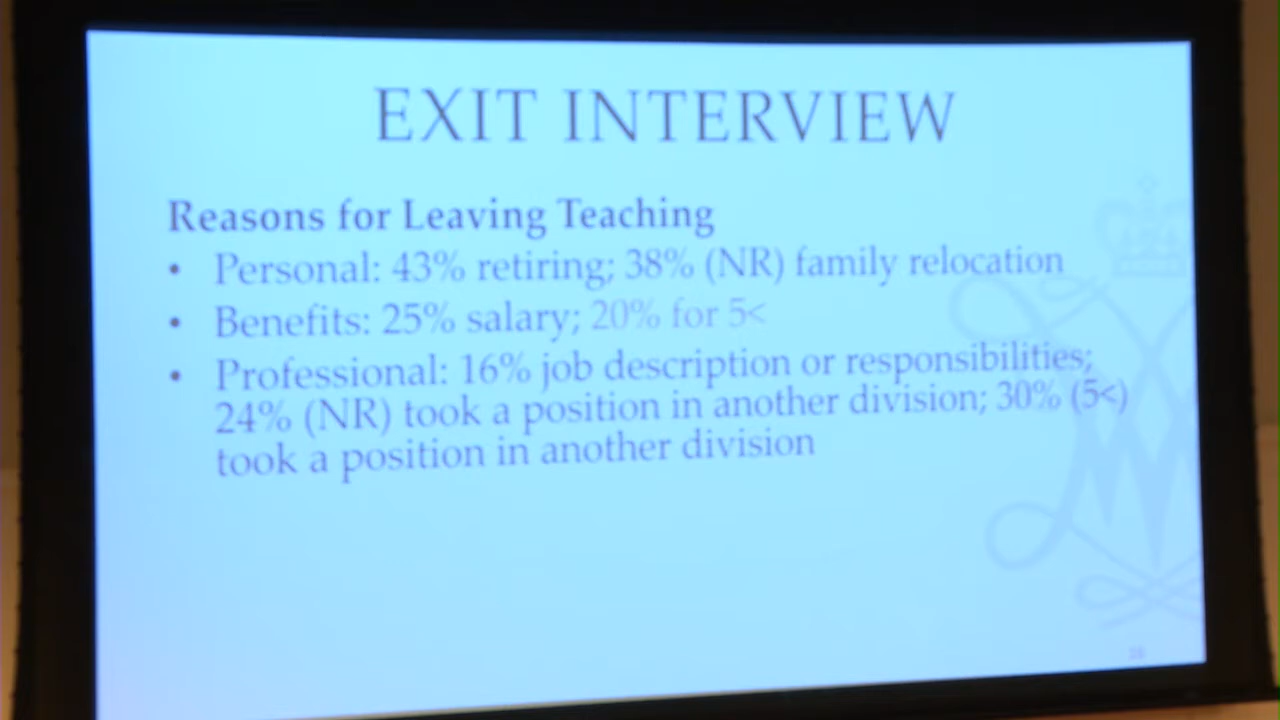 EXIT INTERVIEW
Reasons for Leaving Teaching
• Personal: 43% retiring; 38% (NR) family relocation
• Benefits: 25% salary; 20% for 5<
• Professional: 16% job description or responsibilities;
24% (NR) took a position in another division; 30% (5<)
took a position in another division